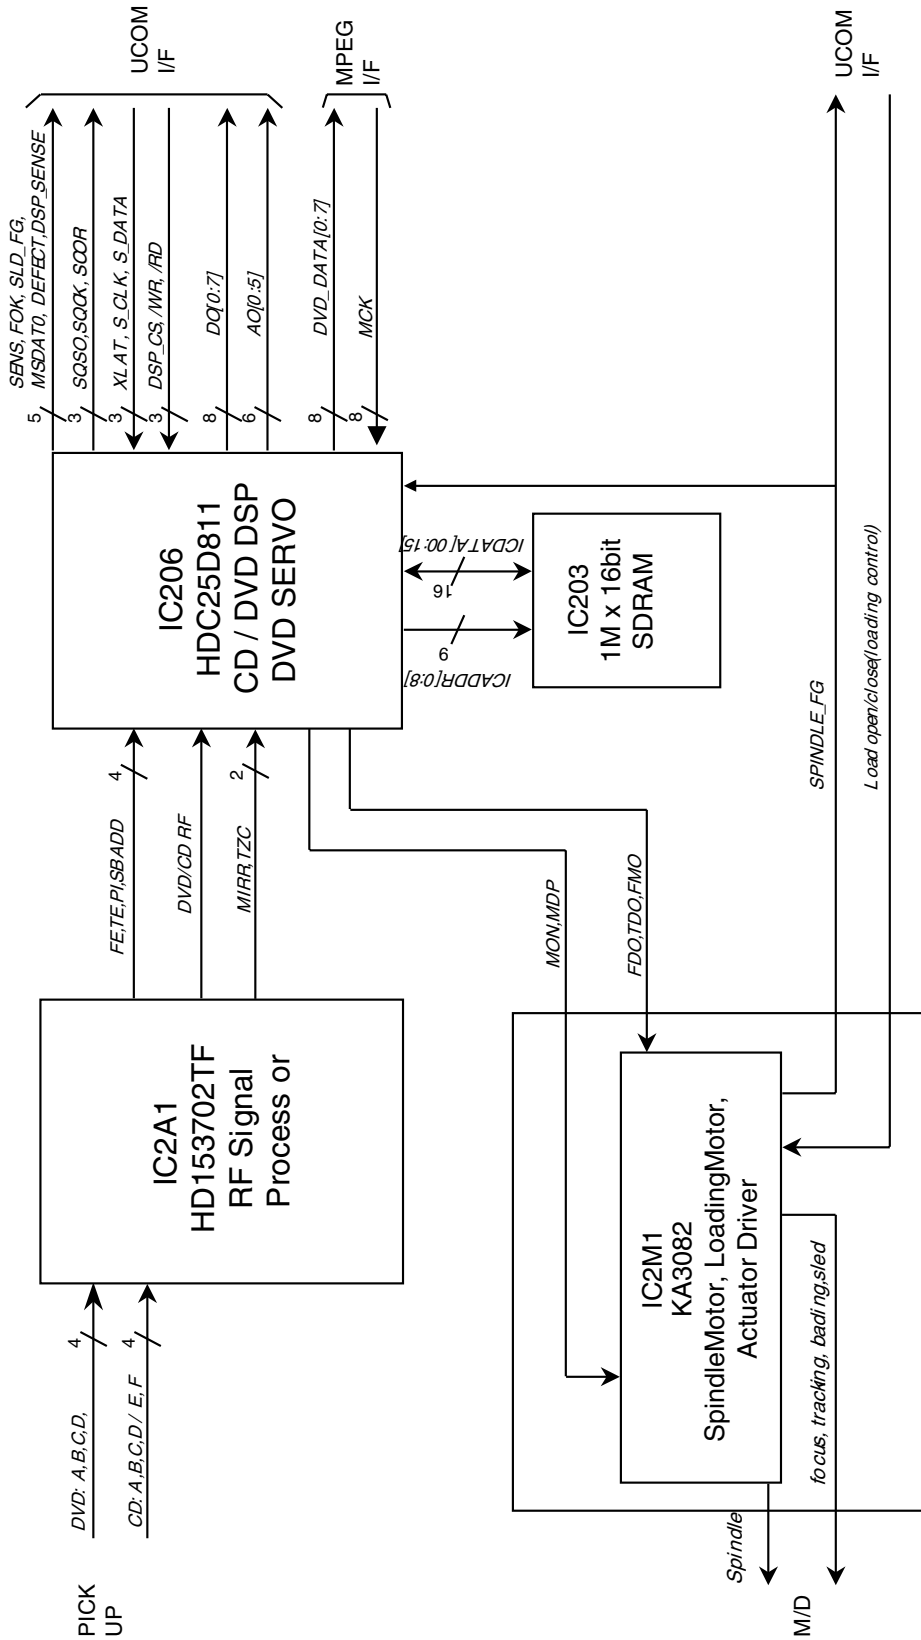 PICK
UP
DVD: A,B,C,D,
4
CD: A,B,C,D / E, F
4
IC2A1
HD153702TF
RF Signal
Process or
FE,TE,PI,SBADD
4
DVD/CD RF
MIRR,TZC
2
IC206
HDC25D811
CD / DVD DSP
DVD SERVO
SENS, FOK, SLD_FG,
MSDATO, DEFECT,DSP_SENSE
5
SQSO,SQCK, SCOR
3
XLAT, S_CLK, S_DATA
3
DSP_CS, /WR, /RD
3
DO[0:7]
8
AO[0:5]
6
UCOM
I/F
DVD_DATA[0:7]
8
MCK
8
MPEG
I/F
ICADDR[0:8]
9
ICDATA[00:15]
16
IC203
1M x 16bit
SDRAM
MON,MDP
FDO,TDO,FMO
IC2M1
KA3082
SpindleMotor, LoadingMotor,
Actuator Driver
SPINDLE_FG
Load open/close(loading control)
UCOM
I/F
Spindle
focus, tracking, bading,sled
M/D